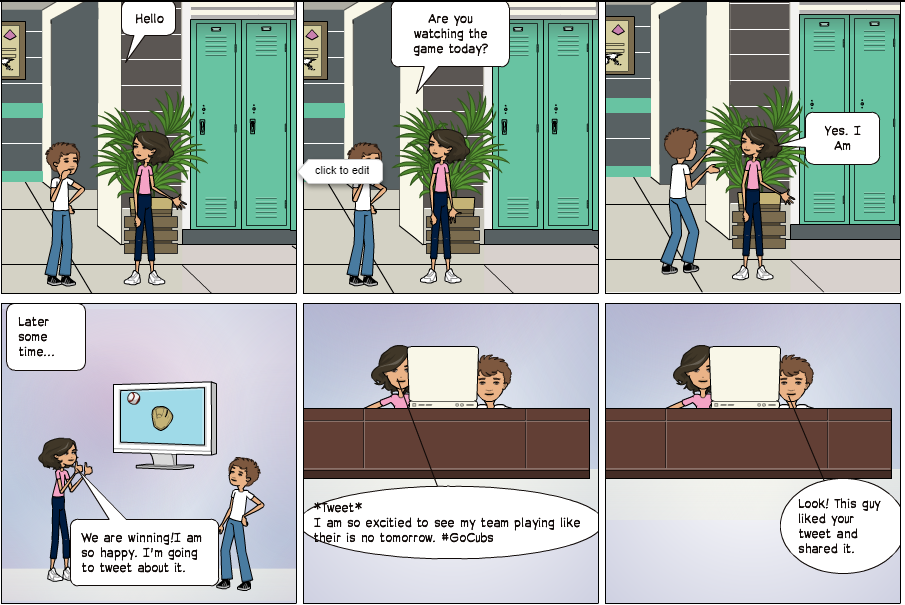 Hello
Are you
watching the
game today?
click to edit
Yes. I
Am
Later
some
time...
We are winning!I am
so happy. I'm going
to tweet about it.
*Tweet*
I am so excitied to see my team playing like
their is no tomorrow. #GoCubs
Look! This guy
liked your
tweet and
shared it.